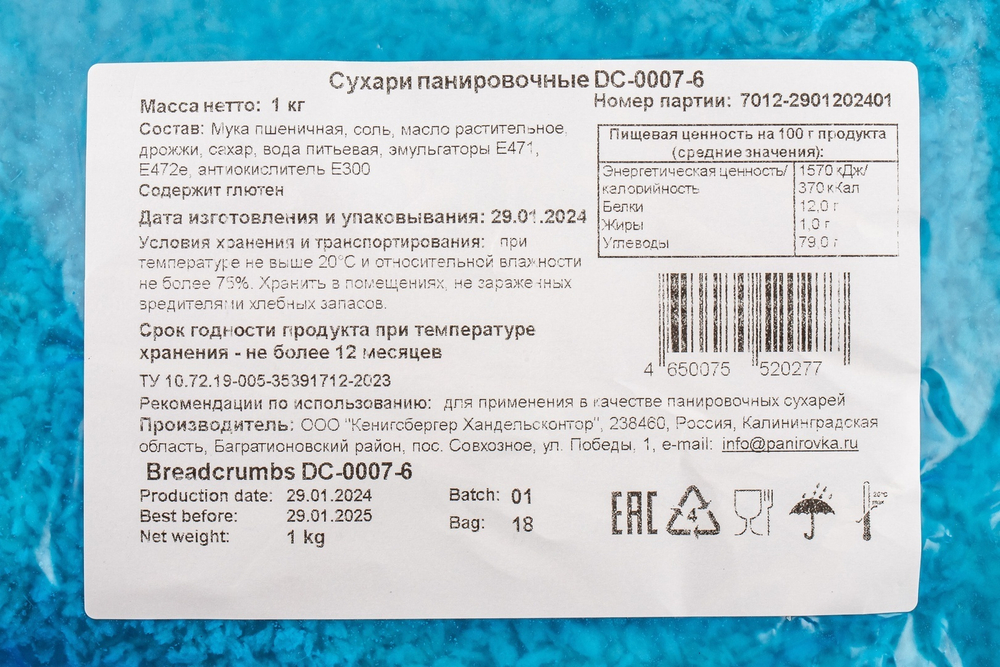 Сухари панировочные DC-0007-6
Масса нетто: 1 кг
Номер партии: 7012-2901202401
Состав: Мука пшеничная, соль, масло растительное,
дрожжи, сахар, вода питьевая, эмульгаторы Е471,
Е472е, антиокислитель Е300
Содержит глютен
Дата изготовления и упаковывания: 29.01.2024
Условия хранения и транспортирования: при
температуре не выше 20°С и относительной влажности
не более 75%. Хранить в помещениях, не зараженных
вредителями хлебных запасов.
Срок годности продукта при температуре
хранения - не более 12 месяцев
ТУ 10.72.19-005-35391712-2023
Пищевая ценность на 100 г продукта
(средние значения):
Энергетическая ценность/ 1570 кДж/
калорийность 370 кКал
Белки 12,0 г
Жиры 1,0 г
Углеводы 79,0 г
4 650075 520277
Рекомендации по использованию: для применения в качестве панировочных сухарей
Производитель: ООО "Кенигсбергер Хандельсконтор", 238460, Россия, Калининградская
область, Багратионовский район, пос. Совхозное, ул. Победы, 1, e-mail: info@panirovka.ru
Breadcrumbs DC-0007-6
Production date: 29.01.2024
Best before: 29.01.2025
Net weight: 1 kg
Batch: 01
Bag: 18
EAC
4